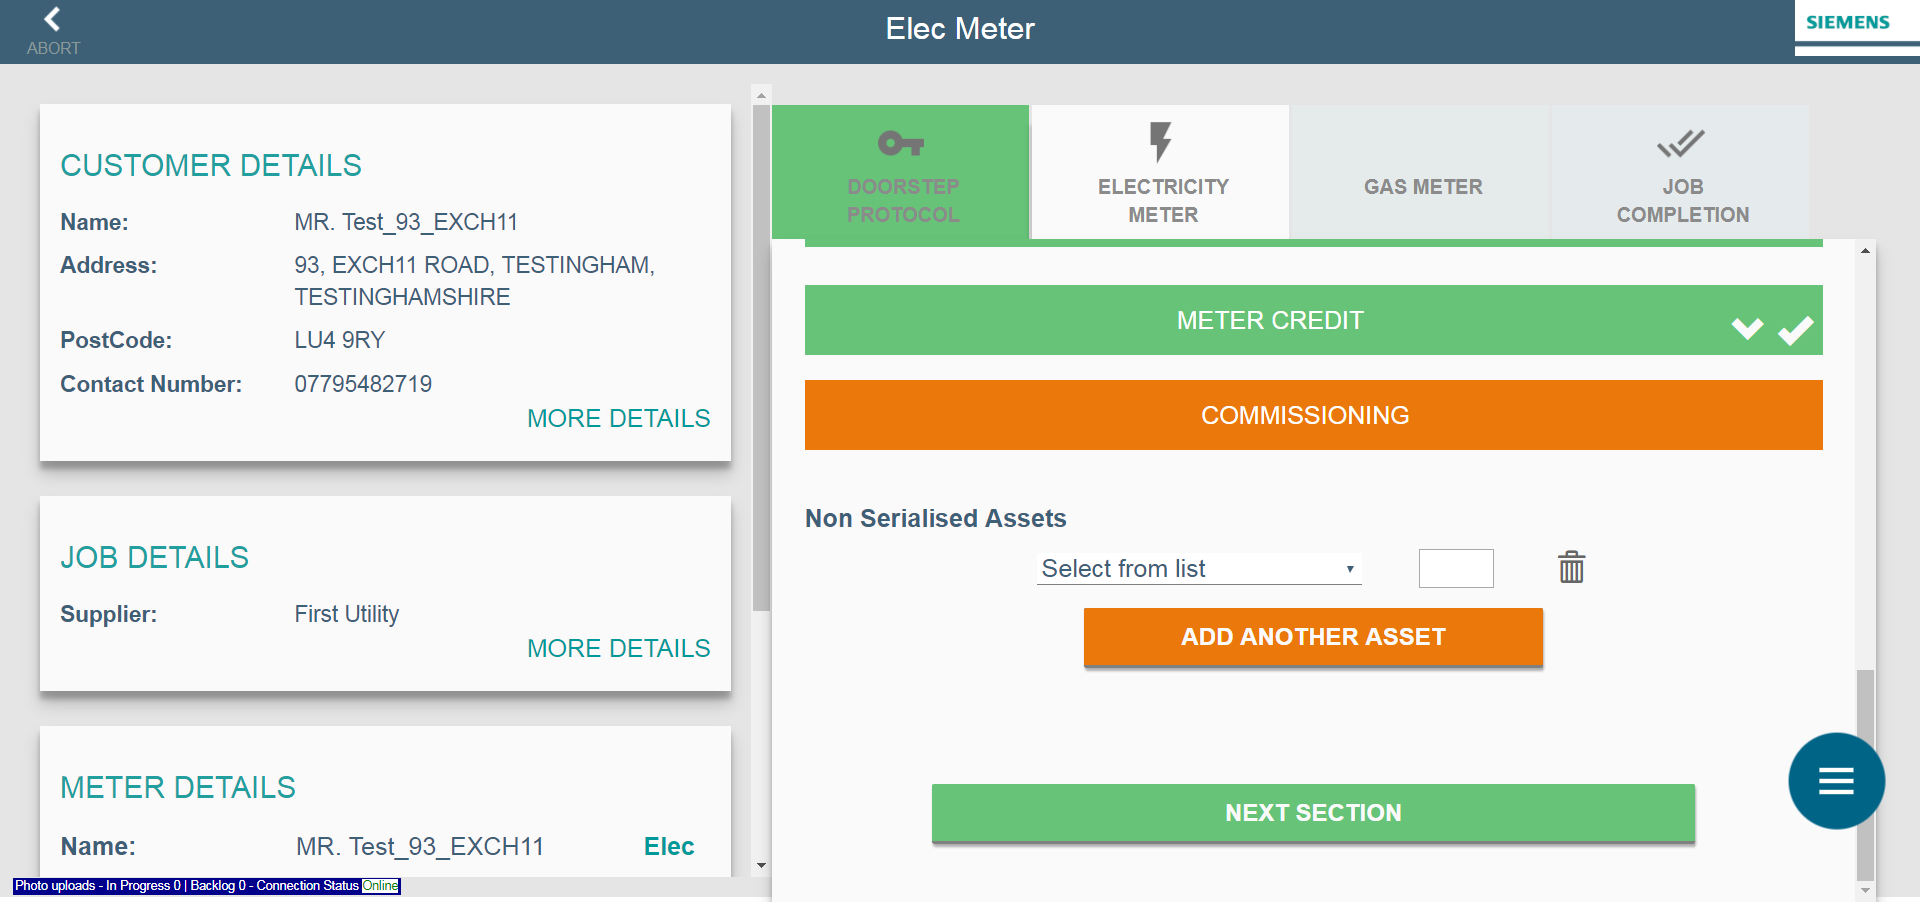 ABORT
Elec Meter
SIEMENS
CUSTOMER DETAILS
Name: MR. Test_93_EXCH11
Address: 93, EXCH11 ROAD, TESTINGHAM,
TESTINGHAMSHIRE
PostCode: LU4 9RY
Contact Number: 07795482719
MORE DETAILS
JOB DETAILS
Supplier: First Utility
MORE DETAILS
METER DETAILS
Name: MR. Test_93_EXCH11 Elec
Photo uploads - In Progress 0 | Backlog 0 - Connection Status Online
DOORSTEP
PROTOCOL
ELECTRICITY
METER
GAS METER
JOB
COMPLETION
METER CREDIT
COMMISSIONING
Non Serialised Assets
Select from list
ADD ANOTHER ASSET
NEXT SECTION